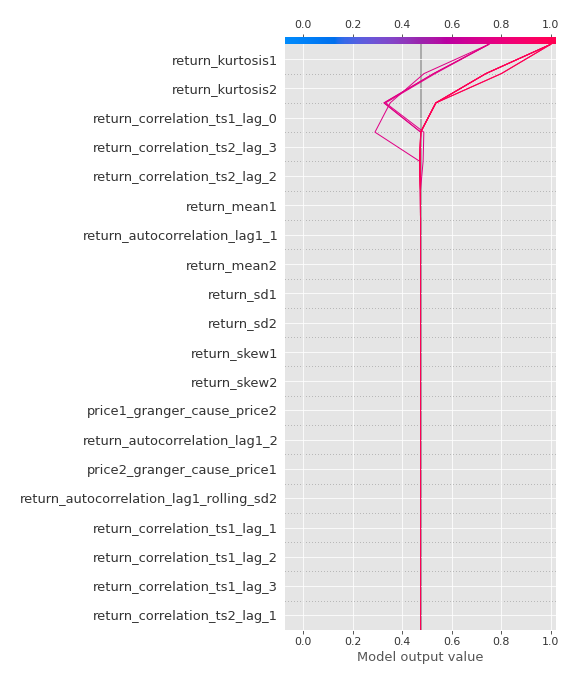 0.0 0.2 0.4 0.6 0.8 1.0
return_kurtosis1
return_kurtosis2
return_correlation_ts1_lag_0
return_correlation_ts2_lag_3
return_correlation_ts2_lag_2
return_mean1
return_autocorrelation_lag1_1
return_mean2
return_sd1
return_sd2
return_skew1
return_skew2
price1_granger_cause_price2
return_autocorrelation_lag1_2
price2_granger_cause_price1
return_autocorrelation_lag1_rolling_sd2
return_correlation_ts1_lag_1
return_correlation_ts1_lag_2
return_correlation_ts1_lag_3
return_correlation_ts2_lag_1
0.0 0.2 0.4 0.6 0.8 1.0
Model output value